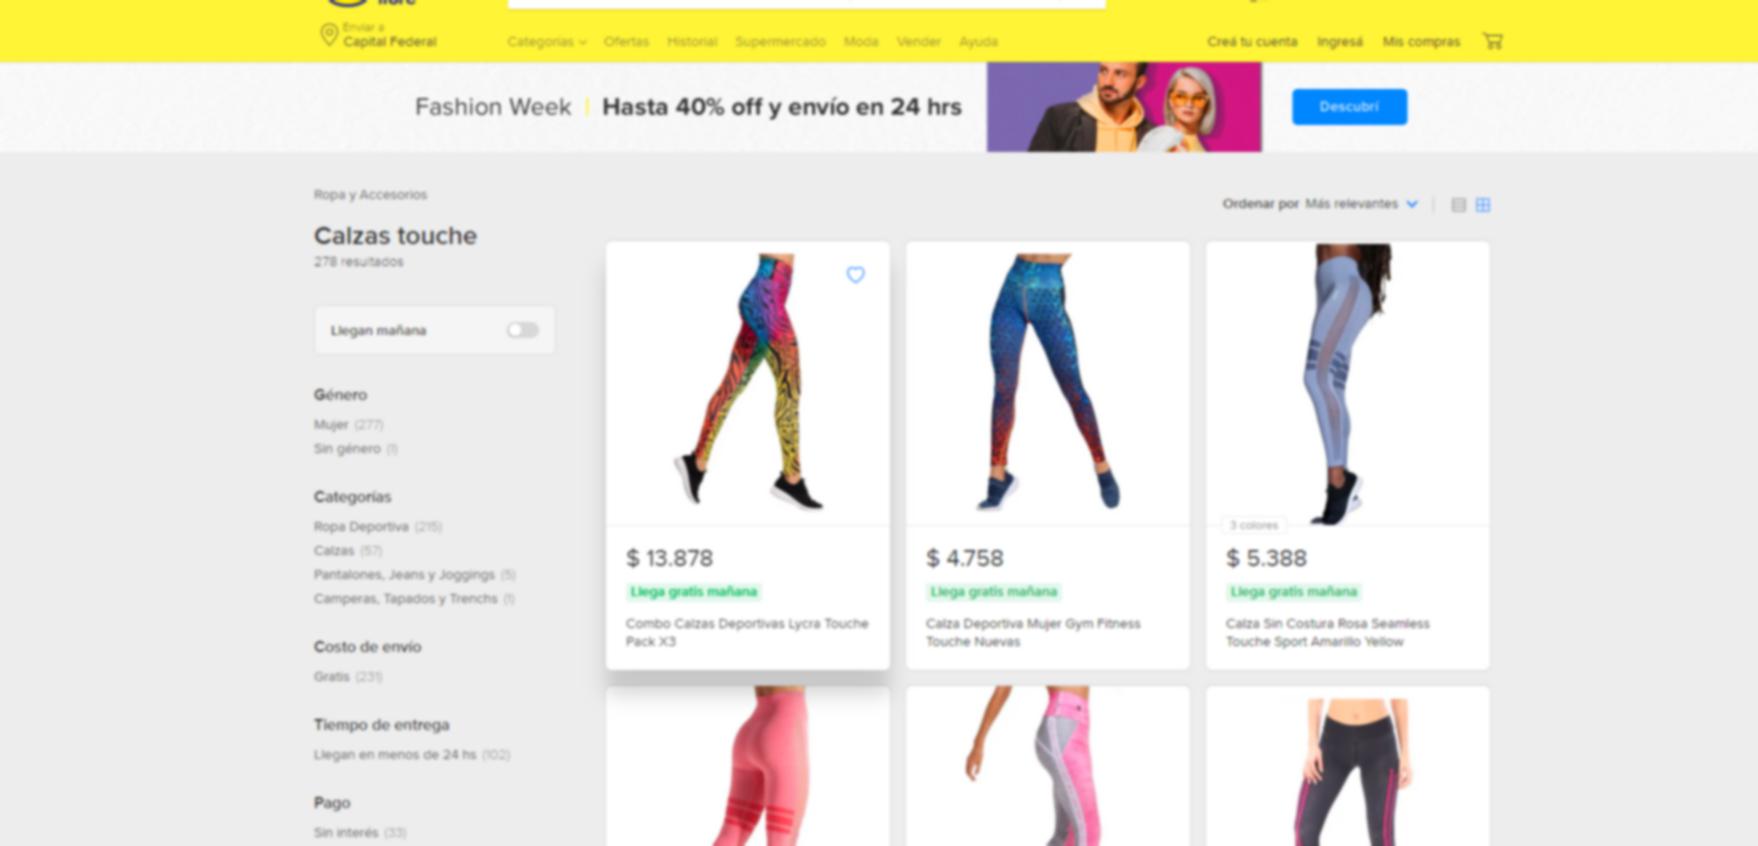 libre
Enviar a
Capital Federal
Categorías Ofertas Historial Supermercado Moda Vender Ayuda
Creá tu cuenta Ingresá Mis compras
Fashion Week | Hasta 40% off y envío en 24 hrs
Descubrí
Ropa y Accesorios
Calzas touche
278 resultados
Ordenar por Más relevantes
Llegan mañana
Género
Mujer (277)
Sin género (1)
Categorías
Ropa Deportiva (215)
Calzas (57)
Pantalones, Jeans y Joggings (5)
Camperas, Tapados y Trenchs (1)
Costo de envío
Gratis (231)
Tiempo de entrega
Llegan en menos de 24 hs (102)
Pago
Sin interés (33)
$ 13.878
Llega gratis mañana
Combo Calzas Deportivas Lycra Touche
Pack X3
$ 4.758
Llega gratis mañana
Calza Deportiva Mujer Gym Fitness
Touche Nuevas
3 colores
$ 5.388
Llega gratis mañana
Calza Sin Costura Rosa Seamless
Touche Sport Amarillo Yellow